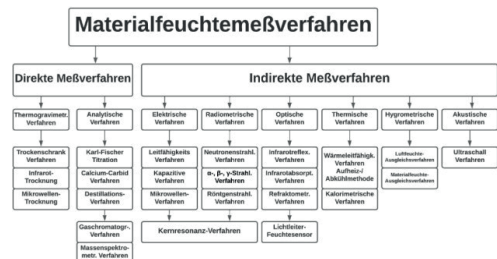 Materialfeuchtemeßverfahren
Direkte Meßverfahren
Indirekte Meßverfahren
Thermogravimetr.
Verfahren
Analytische
Verfahren
Elektrische
Verfahren
Radiometrische
Verfahren
Optische
Verfahren
Thermische
Verfahren
Hygrometrische
Verfahren
Akustische
Verfahren
Trockenschrank
Verfahren
Infrarot-
Trocknung
Mikrowellen-
Trocknung
Karl-Fischer
Titration
Calcium-Carbid
Verfahren
Destillations-
Verfahren
Gaschromatogr.-
Verfahren
Massenspektro-
metr. Verfahren
Leitfähigkeits
Verfahren
Kapazitive
Verfahren
Mikrowellen-
Verfahren
Neutronenstrahl.
Verfahren
α-, β-, γ-Strahl.
Verfahren
Röntgenstrahl.
Verfahren
Kernresonanz-Verfahren
Infrarotreflex.
Verfahren
Infrarotabsorpt.
Verfahren
Refraktometr.
Verfahren
Lichtleiter-
Feuchtesensor
Wärmeleitfähigk.
Verfahren
Aufheiz-/
Abkühlmethode
Kalorimetrische
Verfahren
Luftfeuchte-
Ausgleichsverfahren
Materialfeuchte-
Ausgleichsverfahren
Ultraschall
Verfahren